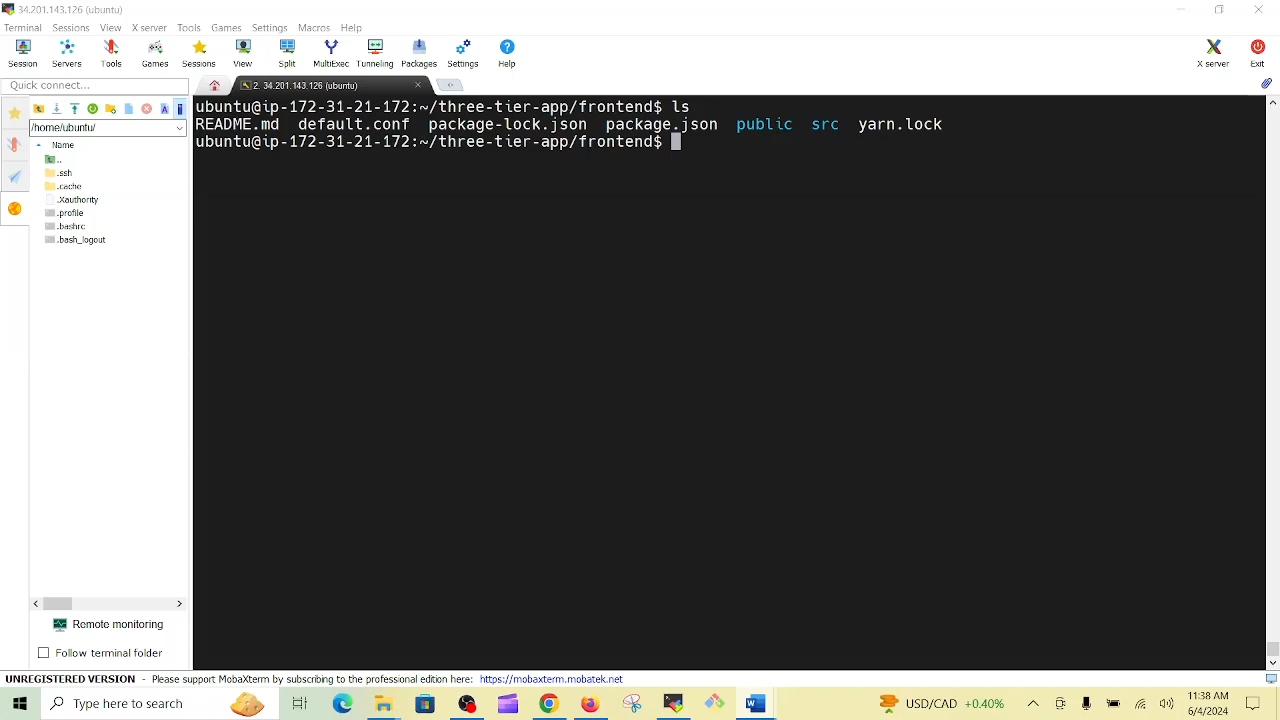 34.201.143.126 (ubuntu)
Terminal Sessions View X server Tools Games Settings Macros Help
Session Servers Tools Games Sessions View Split MultiExec Tunneling Packages Settings Help X server Exit
Quick connect...
2. 34.201.143.126 (ubuntu)
/home/ubuntu/
Name
..
.ssh
.cache
.Xauthority
.profile
.bashrc
.bash_logout
ubuntu@ip-172-31-21-172:~/three-tier-app/frontend$ ls
README.md default.conf package-lock.json package.json public src yarn.lock
ubuntu@ip-172-31-21-172:~/three-tier-app/frontend$
Remote monitoring
Follow terminal folder
UNREGISTERED VERSION - Please support MobaXterm by subscribing to the professional edition here: https://mobaxterm.mobatek.net
Type here to search
USD/CAD +0.40%
11:38 AM
6/4/2024